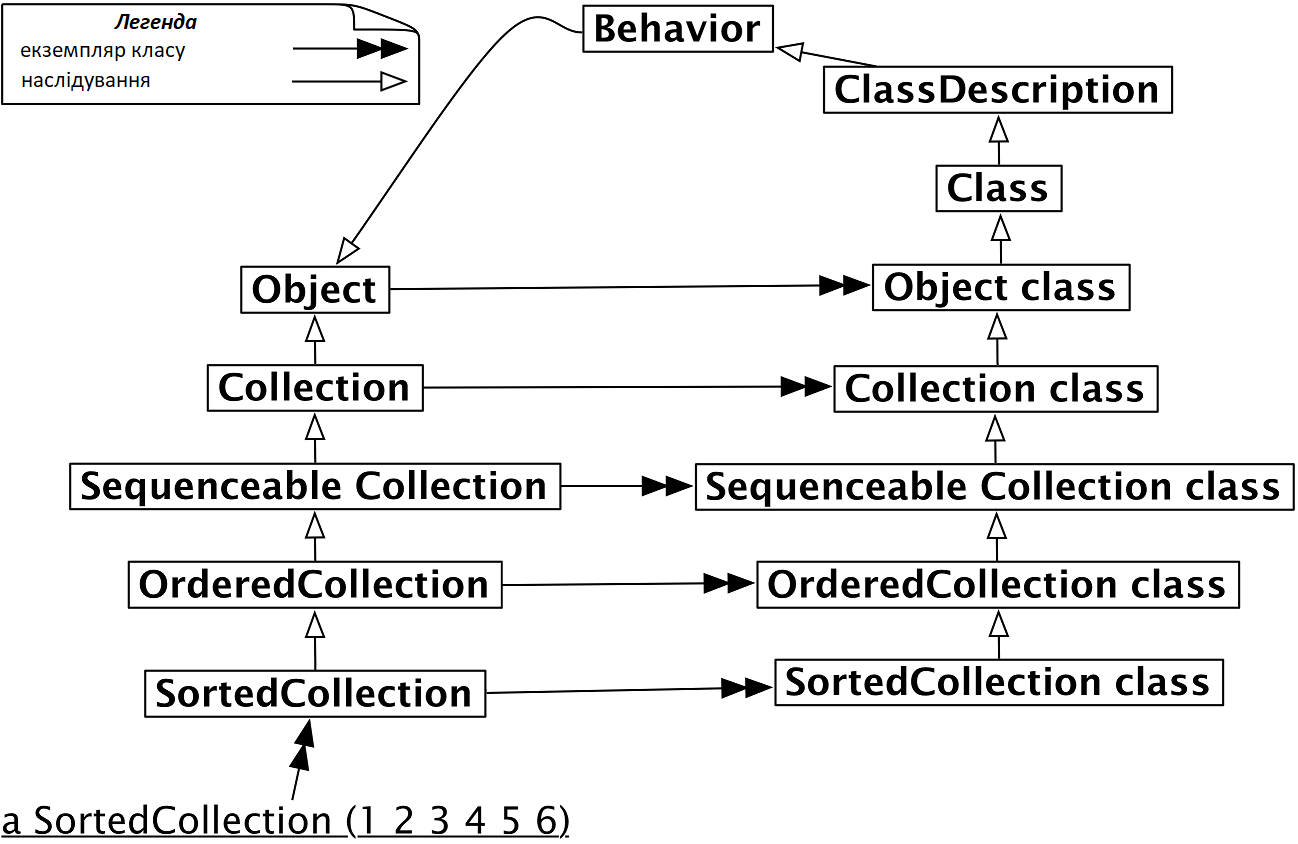 Легенда
екземпляр класу
наслідування
Behavior
ClassDescription
Class
Object
Object class
Collection
Collection class
Sequenceable Collection
Sequenceable Collection class
OrderedCollection
OrderedCollection class
SortedCollection
SortedCollection class
a SortedCollection (1 2 3 4 5 6)